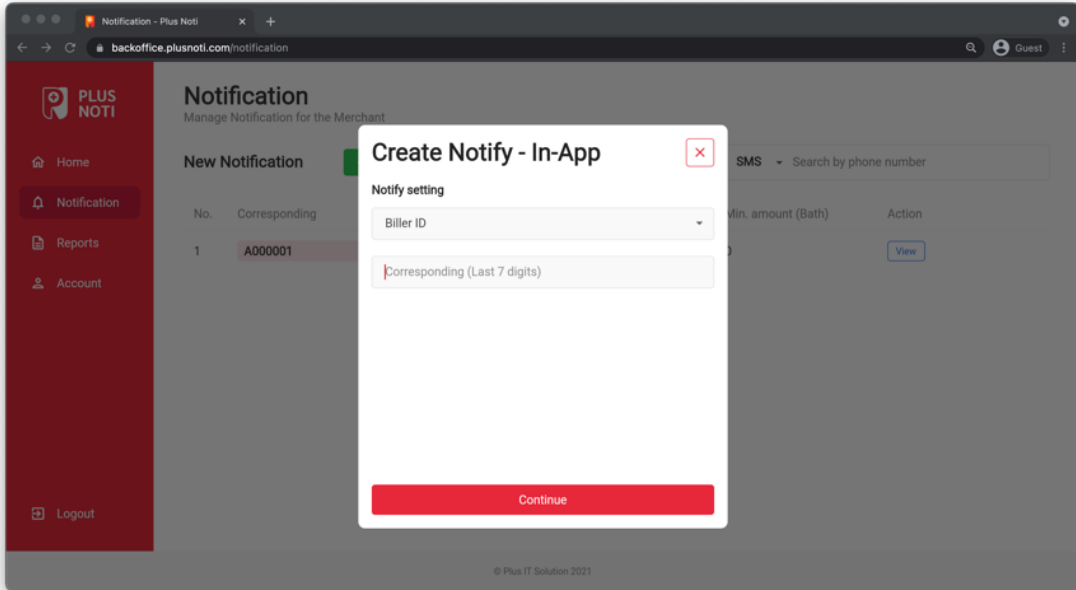 Notification - Plus Noti
backoffice.plusnoti.com/notification
Guest
PLUS
NOTI
Home
Notification
Reports
Account
Logout
Notification
Manage Notification for the Merchant
New Notification
SMS
Search by phone number
No.
Corresponding
Min. amount (Bath)
Action
1
A000001
View
Create Notify - In-App
Notify setting
Biller ID
Corresponding (Last 7 digits)
Continue
© Plus IT Solution 2021